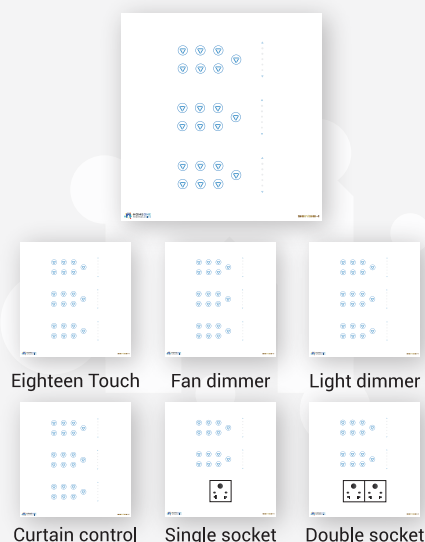 Eighteen Touch
Fan dimmer
Light dimmer
Curtain control
Single socket
Double socket